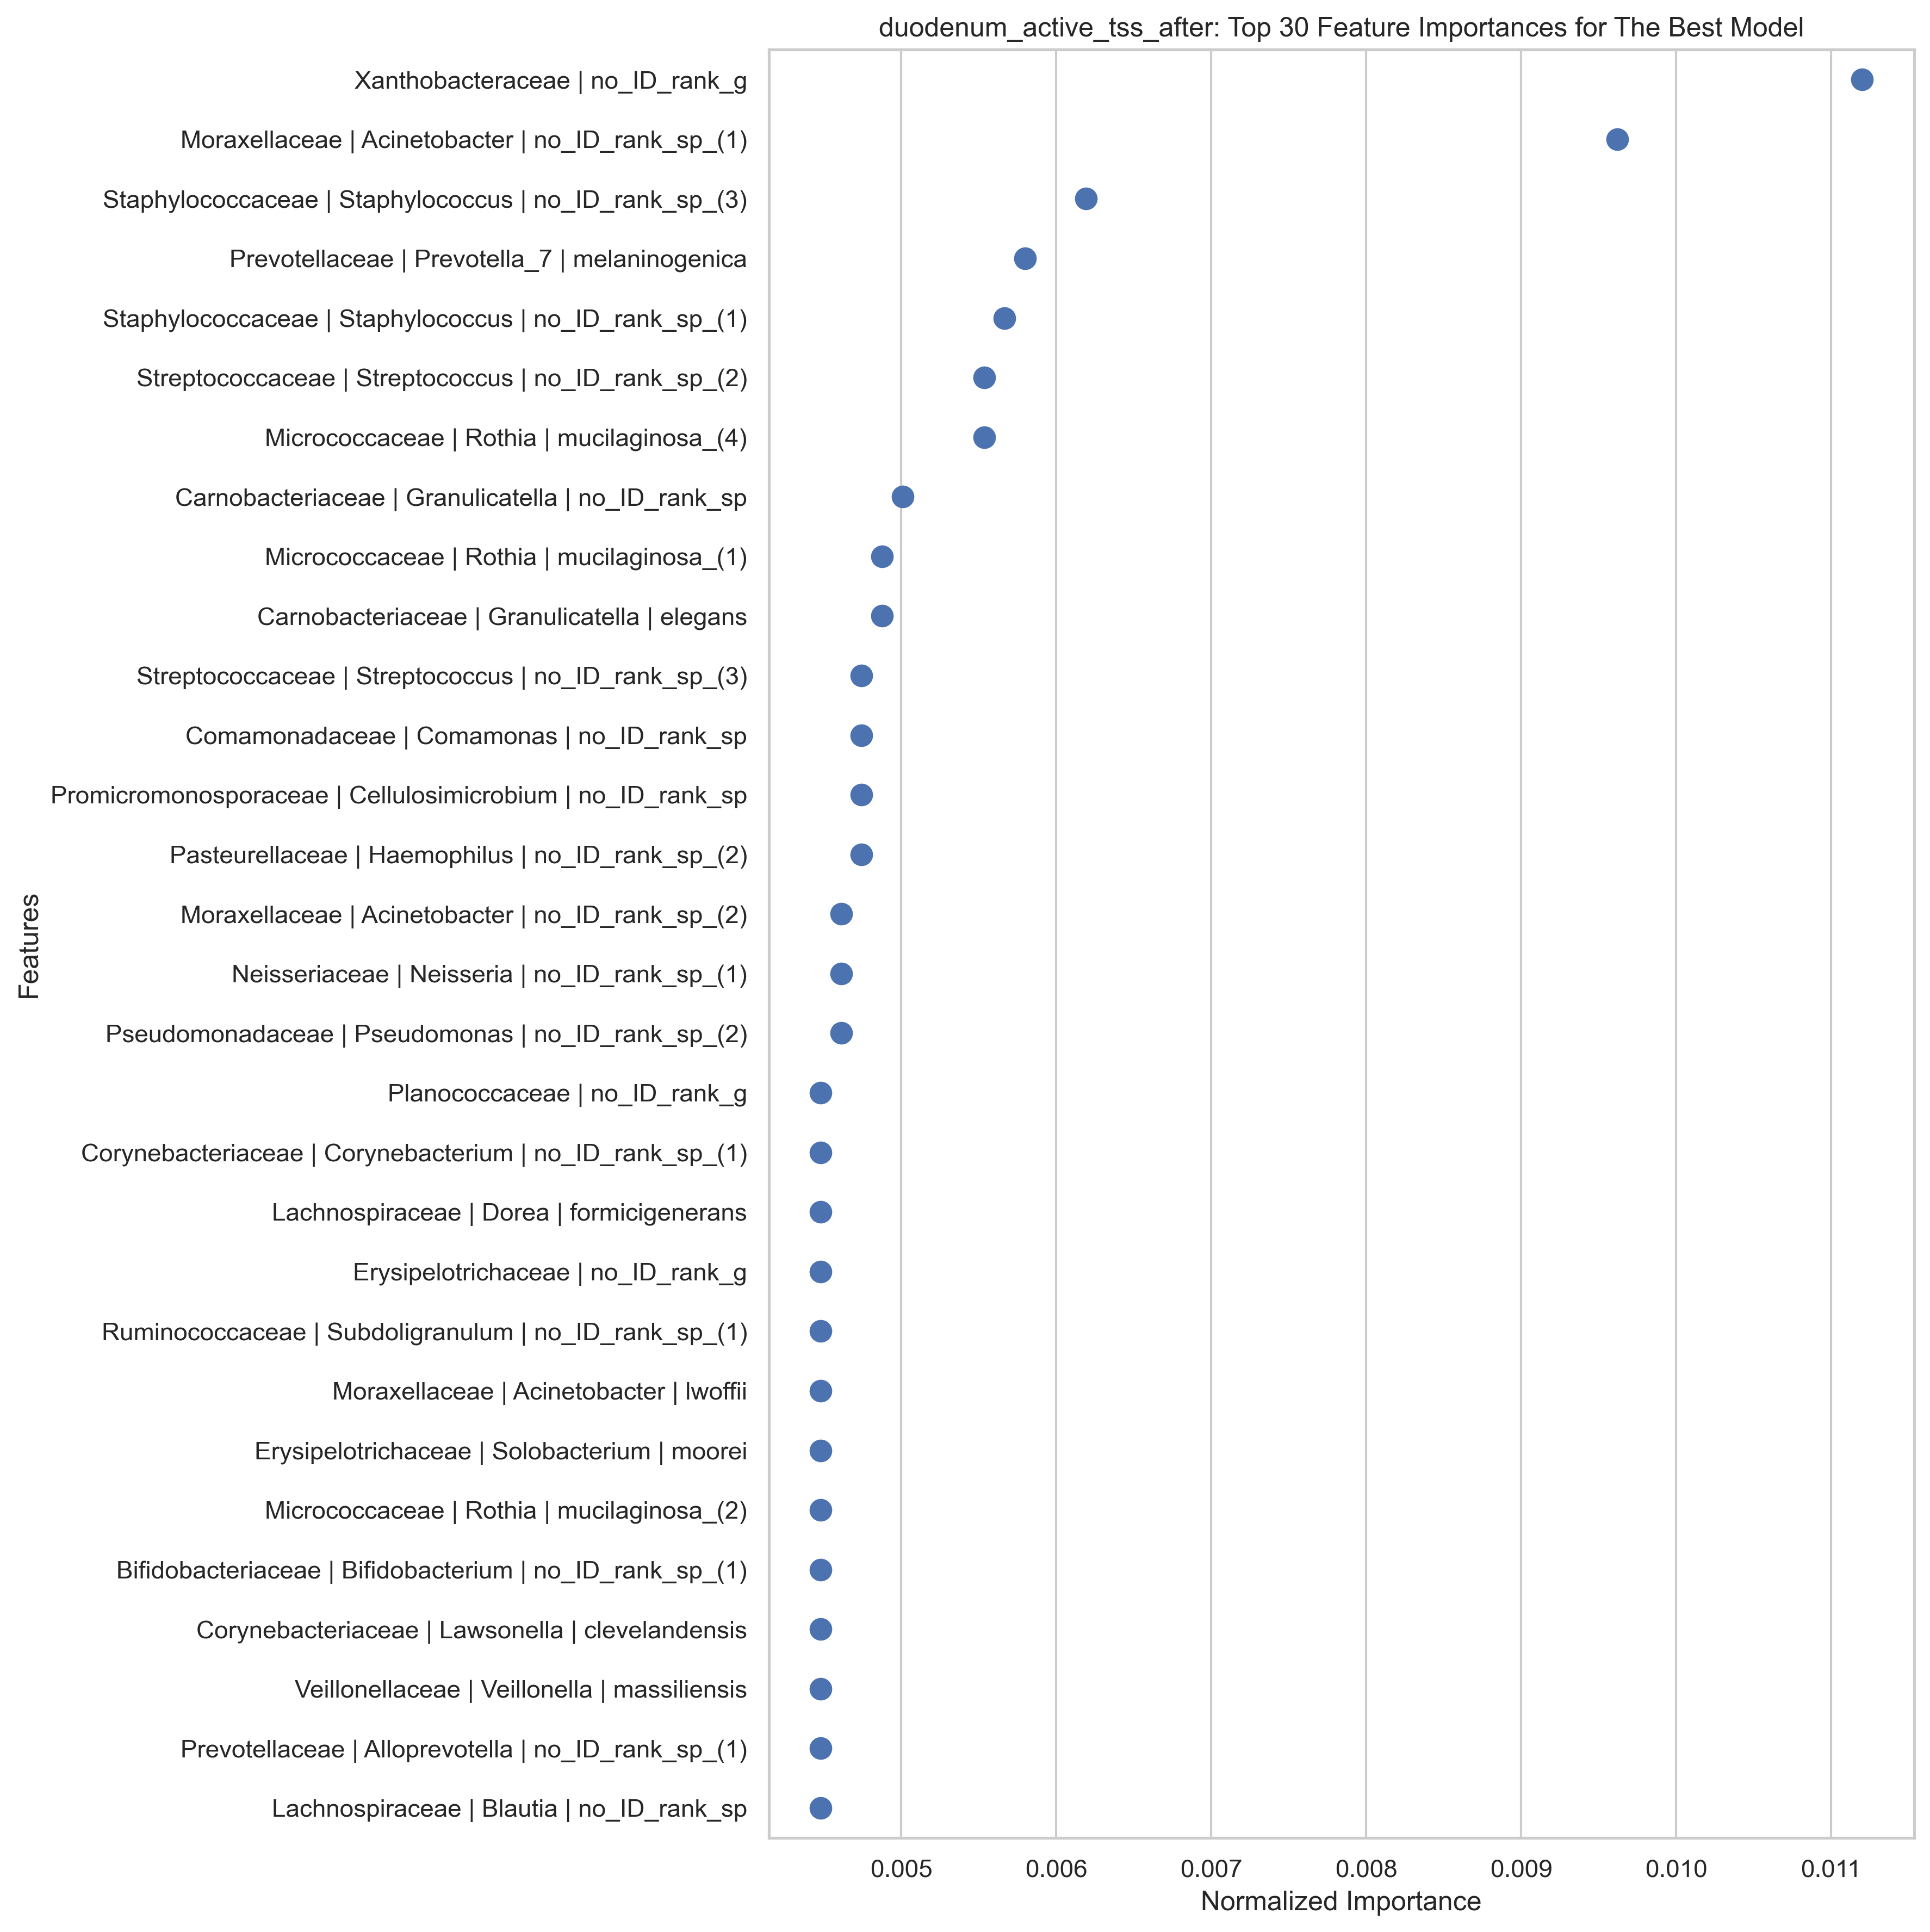 duodenum_active_tss_after: Top 30 Feature Importances for The Best Model
Xanthobacteraceae | no_ID_rank_g
Moraxellaceae | Acinetobacter | no_ID_rank_sp_(1)
Staphylococcaceae | Staphylococcus | no_ID_rank_sp_(3)
Prevotellaceae | Prevotella_7 | melaninogenica
Staphylococcaceae | Staphylococcus | no_ID_rank_sp_(1)
Streptococcaceae | Streptococcus | no_ID_rank_sp_(2)
Micrococcaceae | Rothia | mucilaginosa_(4)
Carnobacteriaceae | Granulicatella | no_ID_rank_sp
Micrococcaceae | Rothia | mucilaginosa_(1)
Carnobacteriaceae | Granulicatella | elegans
Streptococcaceae | Streptococcus | no_ID_rank_sp_(3)
Comamonadaceae | Comamonas | no_ID_rank_sp
Promicromonosporaceae | Cellulosimicrobium | no_ID_rank_sp
Pasteurellaceae | Haemophilus | no_ID_rank_sp_(2)
Moraxellaceae | Acinetobacter | no_ID_rank_sp_(2)
Neisseriaceae | Neisseria | no_ID_rank_sp_(1)
Pseudomonadaceae | Pseudomonas | no_ID_rank_sp_(2)
Planococcaceae | no_ID_rank_g
Corynebacteriaceae | Corynebacterium | no_ID_rank_sp_(1)
Lachnospiraceae | Dorea | formicigenerans
Erysipelotrichaceae | no_ID_rank_g
Ruminococcaceae | Subdoligranulum | no_ID_rank_sp_(1)
Moraxellaceae | Acinetobacter | lwoffii
Erysipelotrichaceae | Solobacterium | moorei
Micrococcaceae | Rothia | mucilaginosa_(2)
Bifidobacteriaceae | Bifidobacterium | no_ID_rank_sp_(1)
Corynebacteriaceae | Lawsonella | clevelandensis
Veillonellaceae | Veillonella | massiliensis
Prevotellaceae | Alloprevotella | no_ID_rank_sp_(1)
Lachnospiraceae | Blautia | no_ID_rank_sp
Features
0.005 0.006 0.007 0.008 0.009 0.010 0.011
Normalized Importance